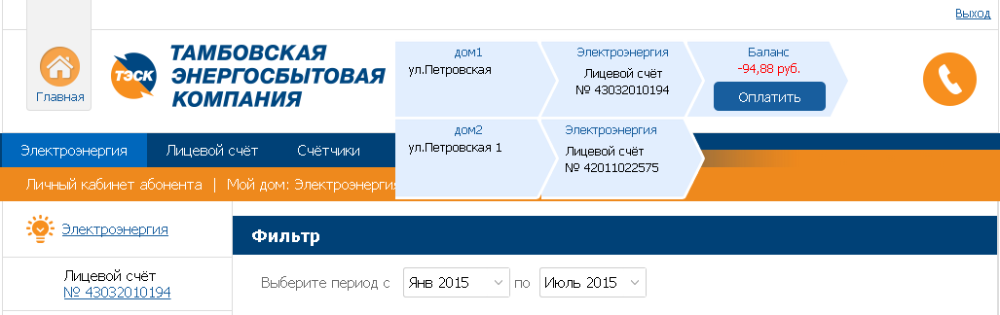 Выход
Главная
ТЭСК
ТАМБОВСКАЯ
ЭНЕРГОСБЫТОВАЯ
КОМПАНИЯ
дом1
ул.Петровская
Электроэнергия
Лицевой счёт
№ 43032010194
Баланс
-94,88 руб.
Оплатить
дом2
ул.Петровская 1
Электроэнергия
Лицевой счёт
№ 42011022575
Электроэнергия Лицевой счёт Счётчики
Личный кабинет абонента | Мой дом: Электроэнергия
Электроэнергия
Лицевой счёт
№ 43032010194
Фильтр
Выберите период с Янв 2015 по Июль 2015